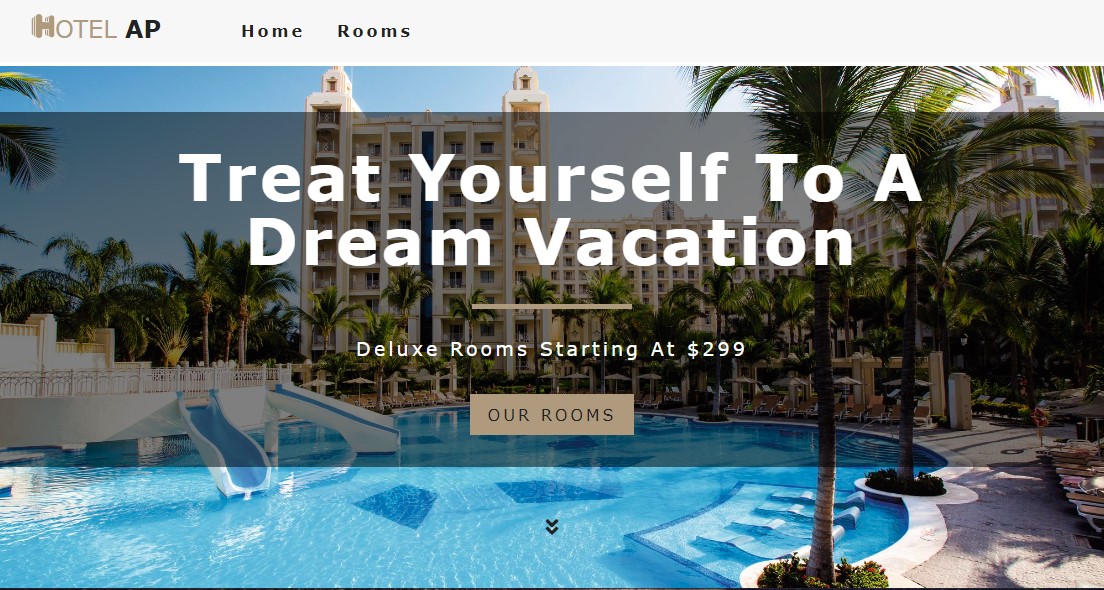 HOTEL AP
Home
Rooms
Treat Yourself To A
Dream Vacation
Deluxe Rooms Starting At $299
OUR ROOMS